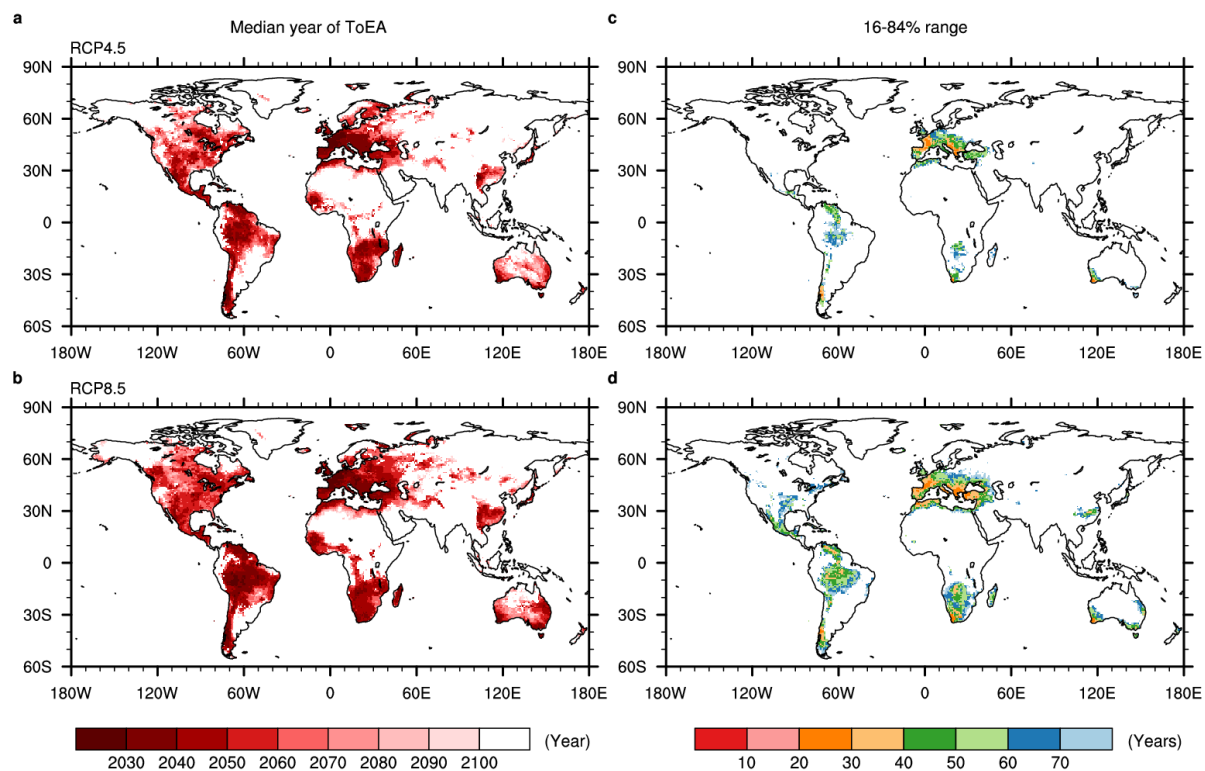 a Median year of ToEA
RCP4.5
90N
60N
30N
0
30S
60S
180W 120W 60W 0 60E 120E 180E
c 16-84% range
90N
60N
30N
0
30S
60S
180W 120W 60W 0 60E 120E 180E
b
RCP8.5
90N
60N
30N
0
30S
60S
180W 120W 60W 0 60E 120E 180E
d
90N
60N
30N
0
30S
60S
180W 120W 60W 0 60E 120E 180E
(Year)
2030 2040 2050 2060 2070 2080 2090 2100
(Years)
10 20 30 40 50 60 70